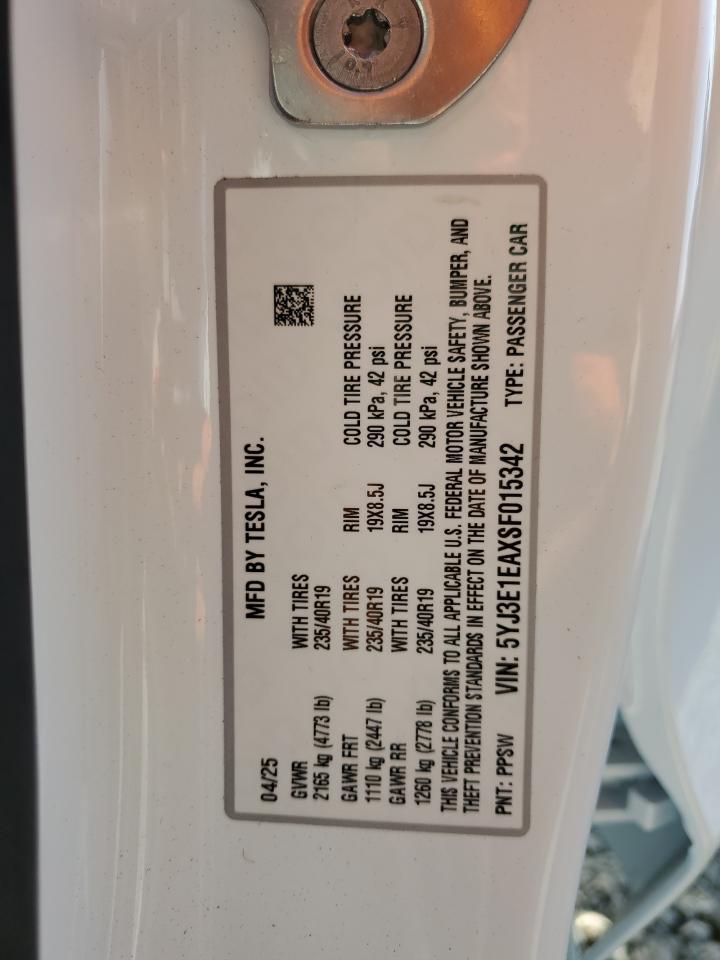 MFD BY TESLA, INC.
04/25
GVWR WITH TIRES
2165 kg (4773 lb) 235/40R19
GAWR FRT WITH TIRES RIM COLD TIRE PRESSURE
1110 kg (2447 lb) 235/40R19 19X8.5J 290 kPa, 42 psi
GAWR RR WITH TIRES RIM COLD TIRE PRESSURE
1260 kg (2778 lb) 235/40R19 19X8.5J 290 kPa, 42 psi
THIS VEHICLE CONFORMS TO ALL APPLICABLE U.S. FEDERAL MOTOR VEHICLE SAFETY, BUMPER, AND
THEFT PREVENTION STANDARDS IN EFFECT ON THE DATE OF MANUFACTURE SHOWN ABOVE.
PNT: PPSW VIN: 5YJ3E1EAXSF015342 TYPE: PASSENGER CAR